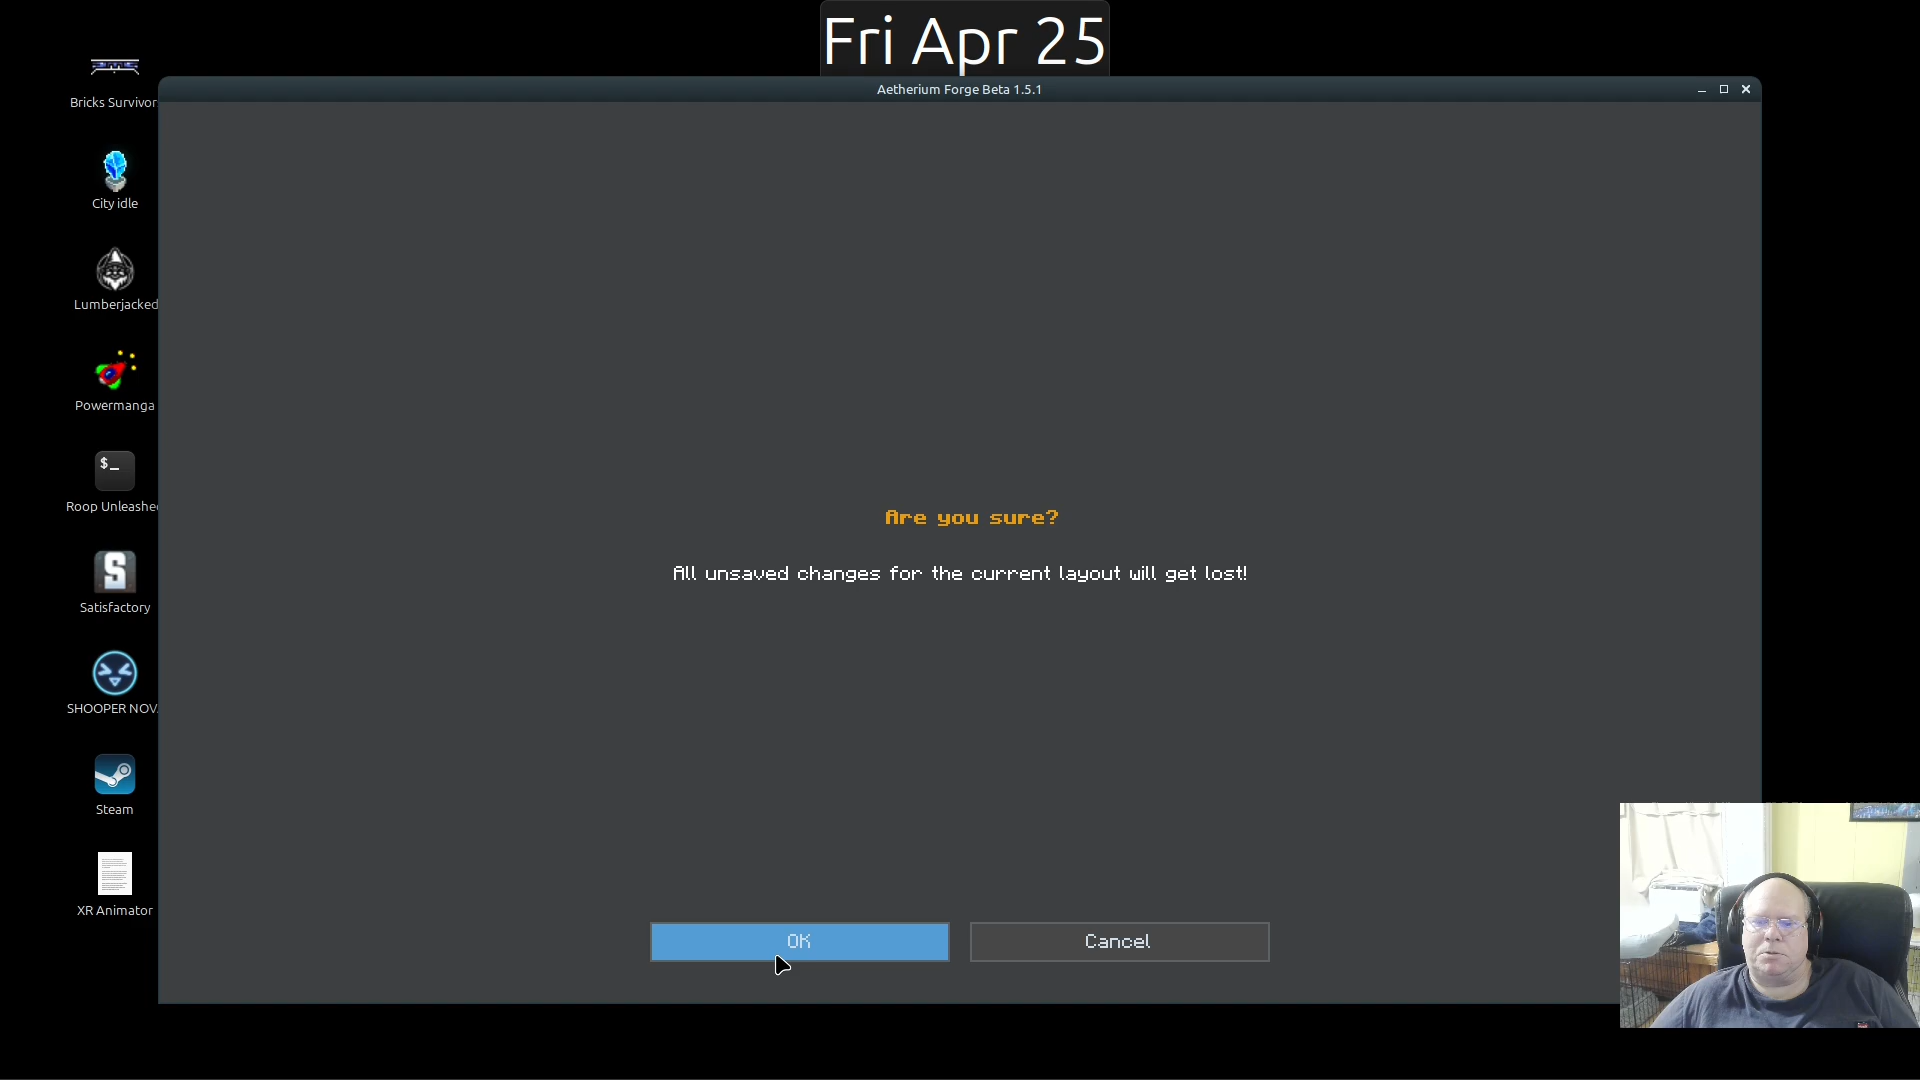 Fri Apr 25
Aetherium Forge Beta 1.5.1
Bricks Survivor
City idle
Lumberjacked
Powermanga
$_
Roop Unleashe
S
Satisfactory
SHOOPER NOV
Steam
XR Animator
Are you sure?
All unsaved changes for the current layout will get lost!
OK
Cancel